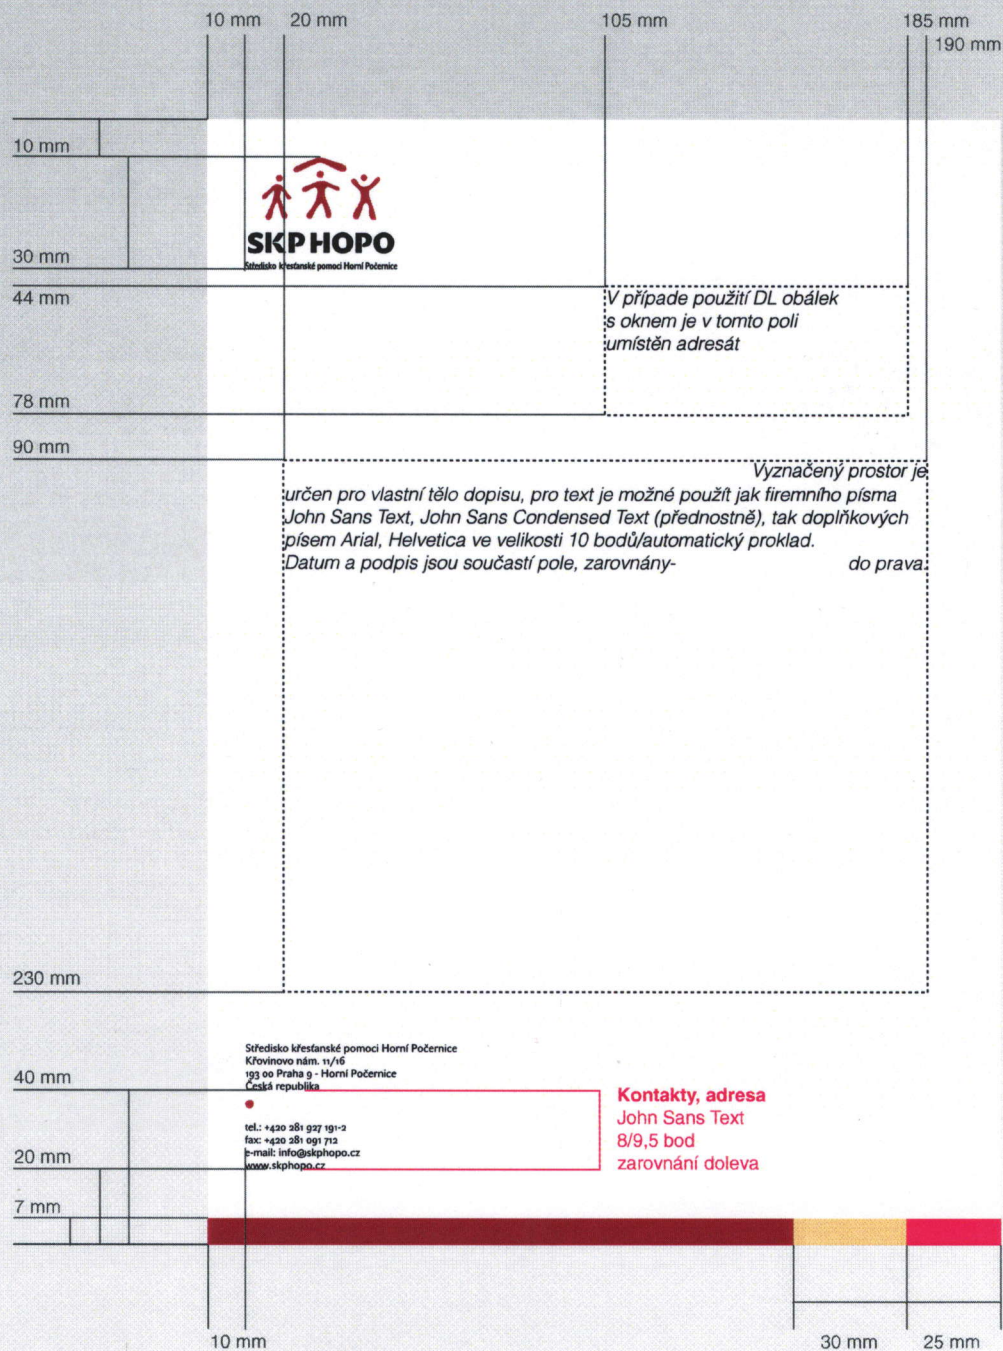 10 mm
20 mm
105 mm
185 mm
190 mm
10 mm
30 mm
SKP HOPO
Středisko křesťanské pomoci Horní Počernice
44 mm
V případe použití DL obálek
s oknem je v tomto poli
umístěn adresát
78 mm
90 mm
Vyznačený prostor je
určen pro vlastní tělo dopisu, pro text je možné použít jak firemního písma
John Sans Text, John Sans Condensed Text (přednostně), tak doplňkových
písem Arial, Helvetica ve velikosti 10 bodů/automatický proklad.
Datum a podpis jsou součastí pole, zarovnány- do prava.
230 mm
Středisko křesťanské pomoci Horní Počernice
Křovinovo nám. 11/16
193 00 Praha 9 - Horní Počernice
Česká republika
40 mm
tel.: +420 281 927 191-2
fax: +420 281 091 712
e-mail: info@skphopo.cz
www.skphopo.cz
Kontakty, adresa
John Sans Text
8/9,5 bod
zarovnání doleva
20 mm
7 mm
10 mm
30 mm
25 mm